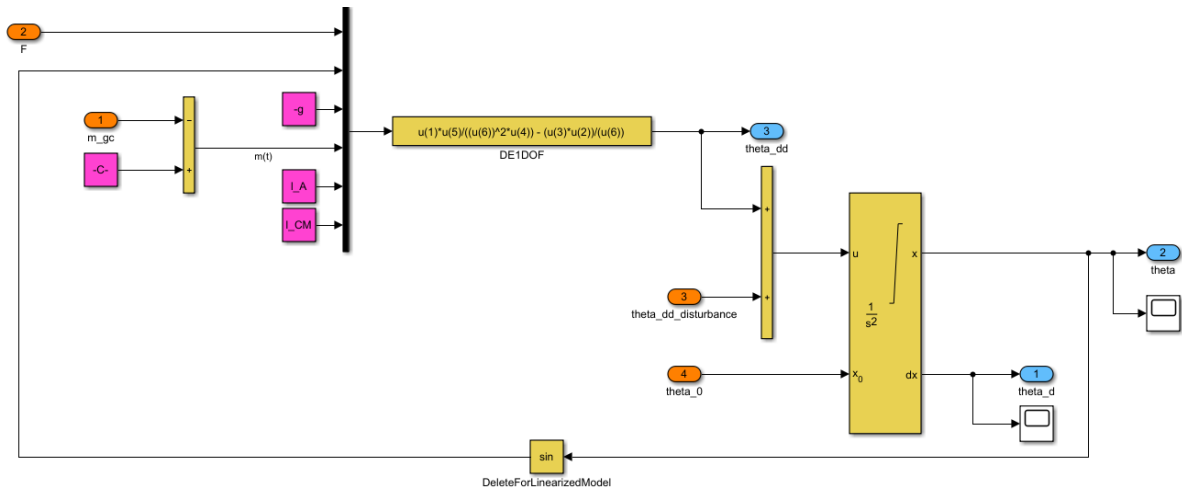 2
F
1
m_gc
−
+
-C-
m(t)
-g
I_A
I_CM
u(1)*u(5)/((u(6))^2*u(4)) - (u(3)*u(2))/(u(6))
DE1DOF
3
theta_dd
+
+
3
theta_dd_disturbance
4
theta_0
u
x
1
s2
x0
dx
2
theta
1
theta_d
sin
DeleteForLinearizedModel